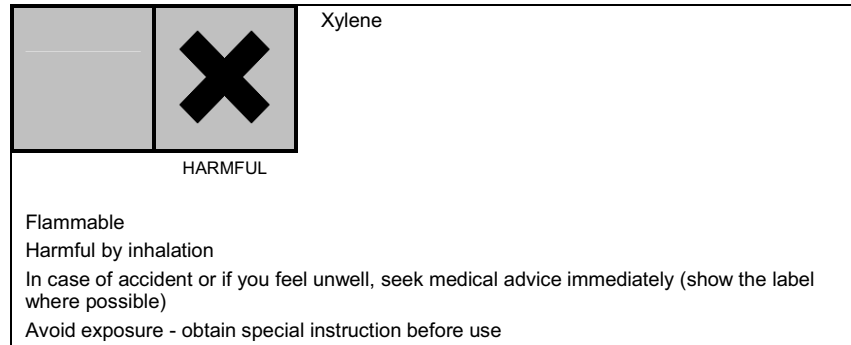 Xylene
HARMFUL
Flammable
Harmful by inhalation
In case of accident or if you feel unwell, seek medical advice immediately (show the label
where possible)
Avoid exposure - obtain special instruction before use